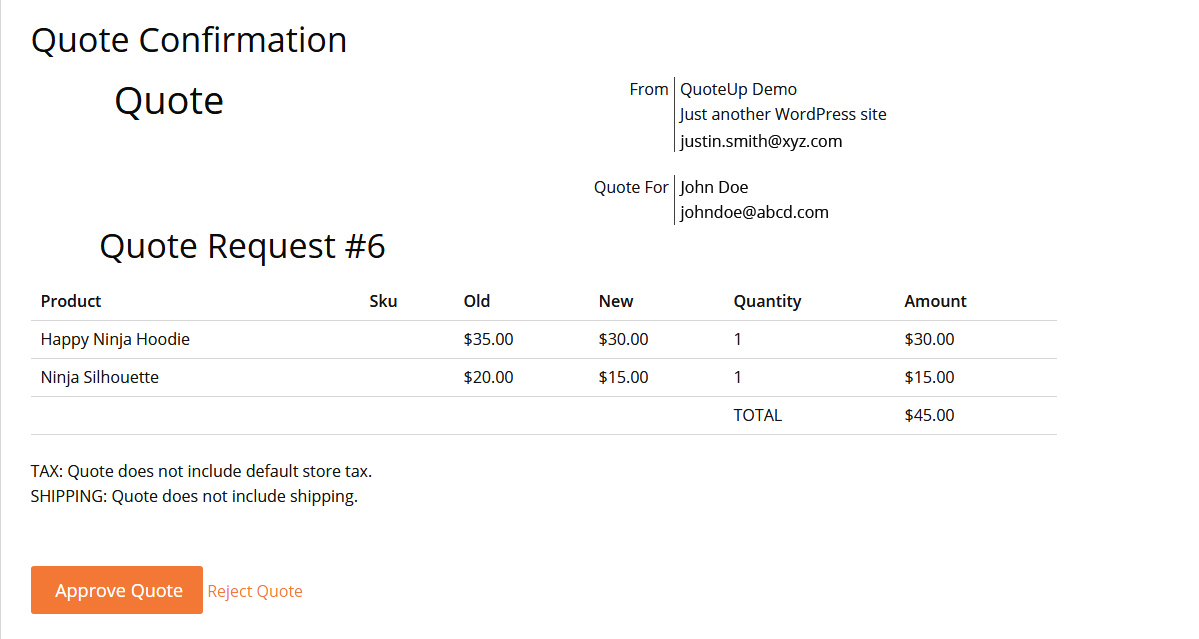 Quote Confirmation
Quote
From QuoteUp Demo
Just another WordPress site
justin.smith@xyz.com
Quote For John Doe
johndoe@abcd.com
Quote Request #6
Product Sku Old New Quantity Amount
Happy Ninja Hoodie $35.00 $30.00 1 $30.00
Ninja Silhouette $20.00 $15.00 1 $15.00
TOTAL $45.00
TAX: Quote does not include default store tax.
SHIPPING: Quote does not include shipping.
Approve Quote Reject Quote